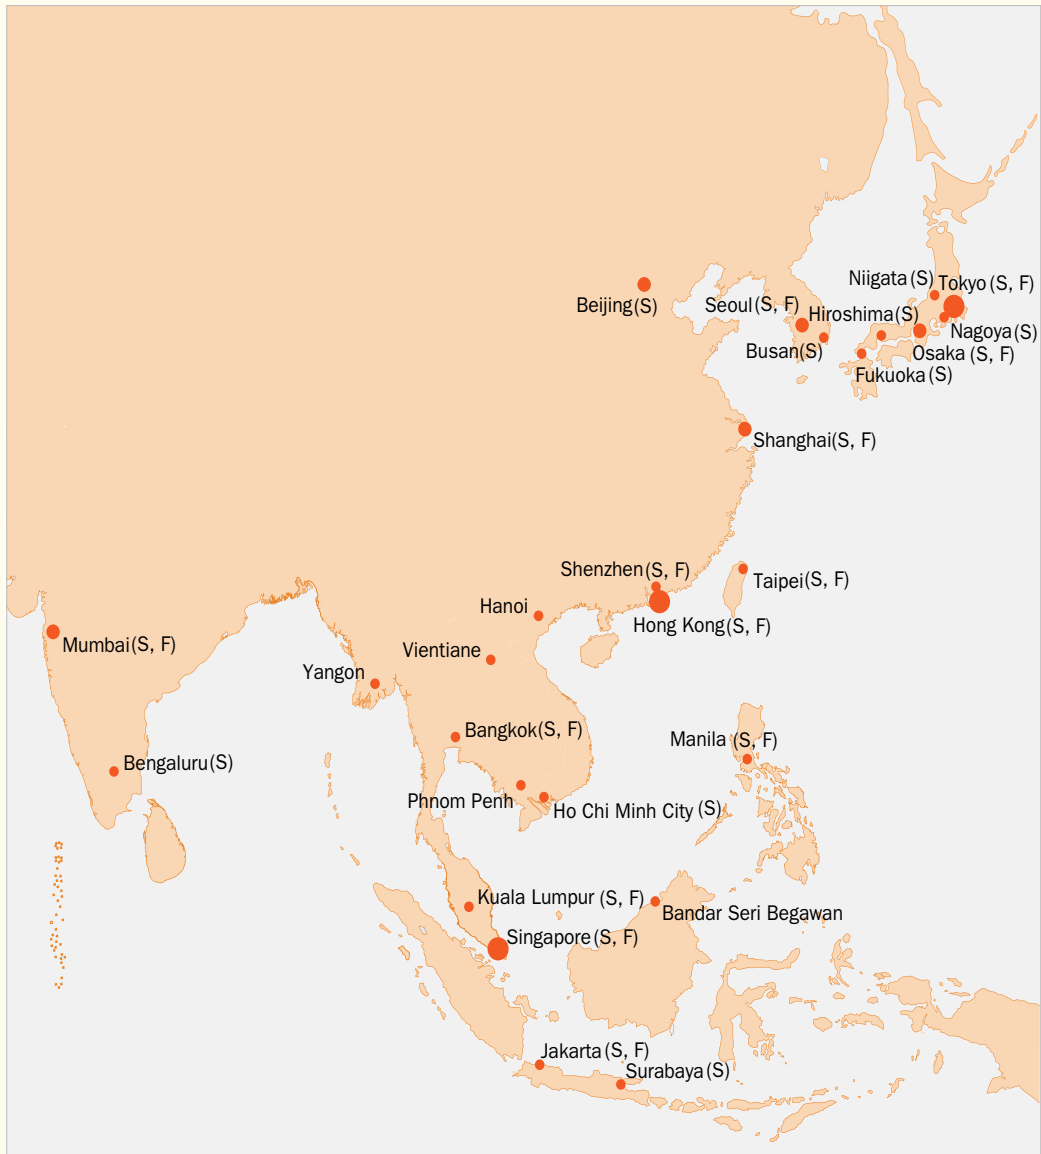 Niigata (S)
Tokyo (S, F)
Beijing (S)
Seoul (S, F)
Hiroshima (S)
Nagoya (S)
Busan (S)
Osaka (S, F)
Fukuoka (S)
Shanghai (S, F)
Shenzhen (S, F)
Taipei (S, F)
Hanoi
Hong Kong (S, F)
Mumbai (S, F)
Vientiane
Yangon
Bangkok (S, F)
Manila (S, F)
Bengaluru (S)
Phnom Penh
Ho Chi Minh City (S)
Kuala Lumpur (S, F)
Bandar Seri Begawan
Singapore (S, F)
Jakarta (S, F)
Surabaya (S)